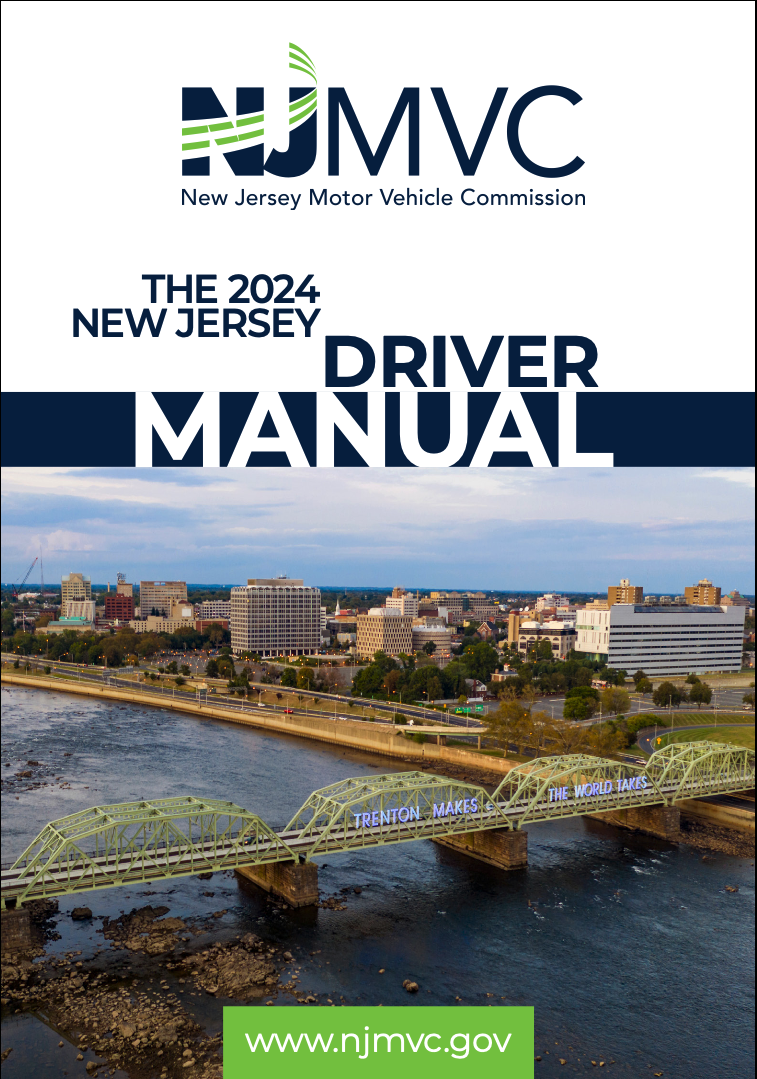 NJMVC
New Jersey Motor Vehicle Commission
THE 2024
NEW JERSEY
DRIVER
MANUAL
TRENTON MAKES THE WORLD TAKES
www.njmvc.gov